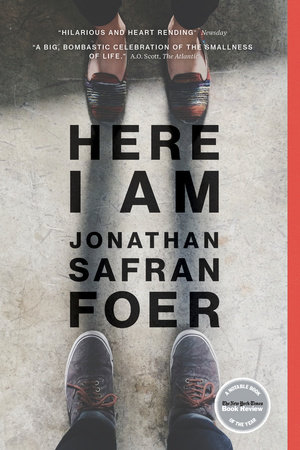 “HILARIOUS AND HEART RENDING” Newsday
“A BIG, BOMBASTIC CELEBRATION OF THE SMALLNESS
OF LIFE.” A.O. Scott, The Atlantic
HERE
I AM
JONATHAN
SAFRAN
FOER
A NOTABLE BOOK
The New York Times
Book Review
OF THE YEAR